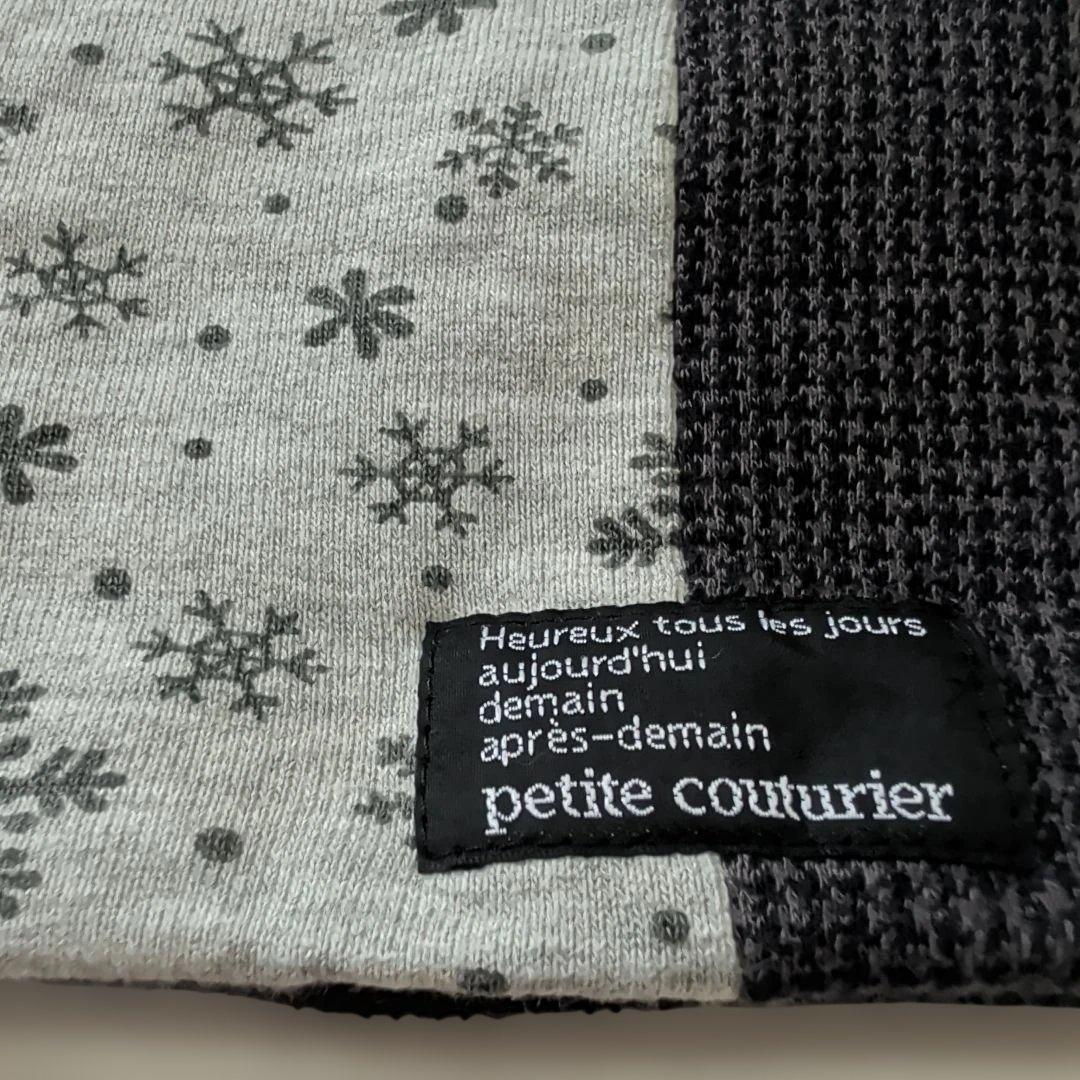 Heureux tous les jours
aujourd'hui
demain
après-demain
petite couturier